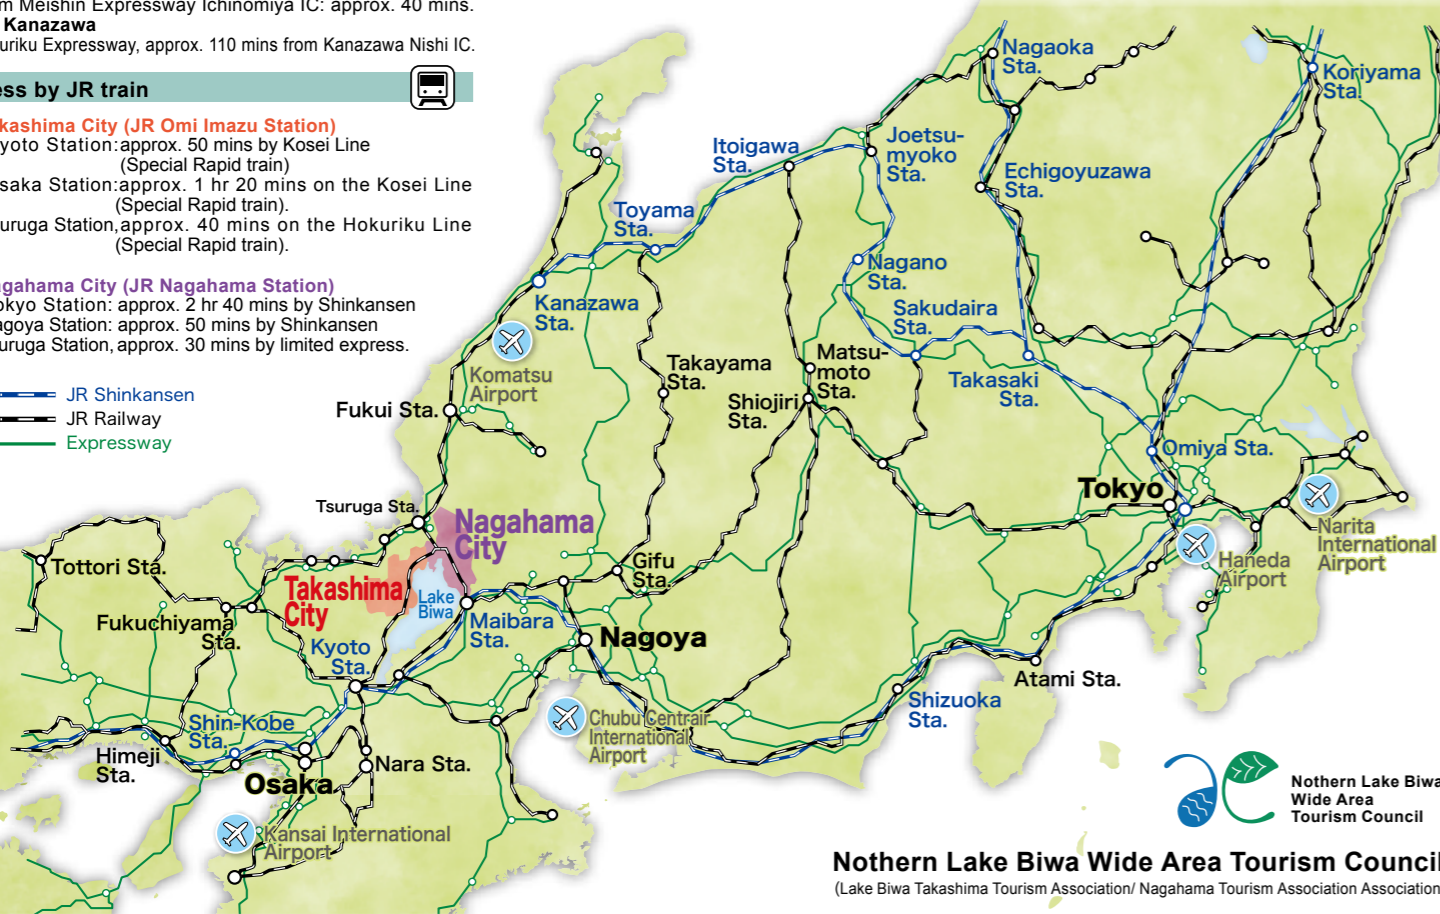 m Meishin Expressway Ichinomiya IC: approx. 40 mins.
Kanazawa
uriku Expressway, approx. 110 mins from Kanazawa Nishi IC.
ess by JR train
kashima City (JR Omi Imazu Station)
yoto Station: approx. 50 mins by Kosei Line
(Special Rapid train)
saka Station: approx. 1 hr 20 mins on the Kosei Line
(Special Rapid train).
uruga Station, approx. 40 mins on the Hokuriku Line
(Special Rapid train).
agahama City (JR Nagahama Station)
okyo Station: approx. 2 hr 40 mins by Shinkansen
agoya Station: approx. 50 mins by Shinkansen
uruga Station, approx. 30 mins by limited express.
JR Shinkansen
JR Railway
Expressway
Nagaoka
Sta.
Koriyama
Sta.
Joetsu-
myoko
Sta.
Itoigawa
Sta.
Echigoyuzawa
Sta.
Toyama
Sta.
Nagano
Sta.
Kanazawa
Sta.
Sakudaira
Sta.
Komatsu
Airport
Takayama
Sta.
Matsu-
moto
Sta.
Takasaki
Sta.
Shiojiri
Sta.
Fukui Sta.
Omiya Sta.
Tokyo
Tsuruga Sta.
Nagahama
City
Narita
International
Airport
Haneda
Airport
Tottori Sta.
Gifu
Sta.
Takashima
City
Lake
Biwa
Fukuchiyama
Sta.
Maibara
Sta.
Nagoya
Kyoto
Sta.
Atami Sta.
Shizuoka
Sta.
Chubu Centrair
International
Airport
Shin-Kobe
Sta.
Himeji
Sta.
Nara Sta.
Osaka
Kansai International
Airport
Nothern Lake Biwa
Wide Area
Tourism Council
Nothern Lake Biwa Wide Area Tourism Council
(Lake Biwa Takashima Tourism Association/ Nagahama Tourism Association Association